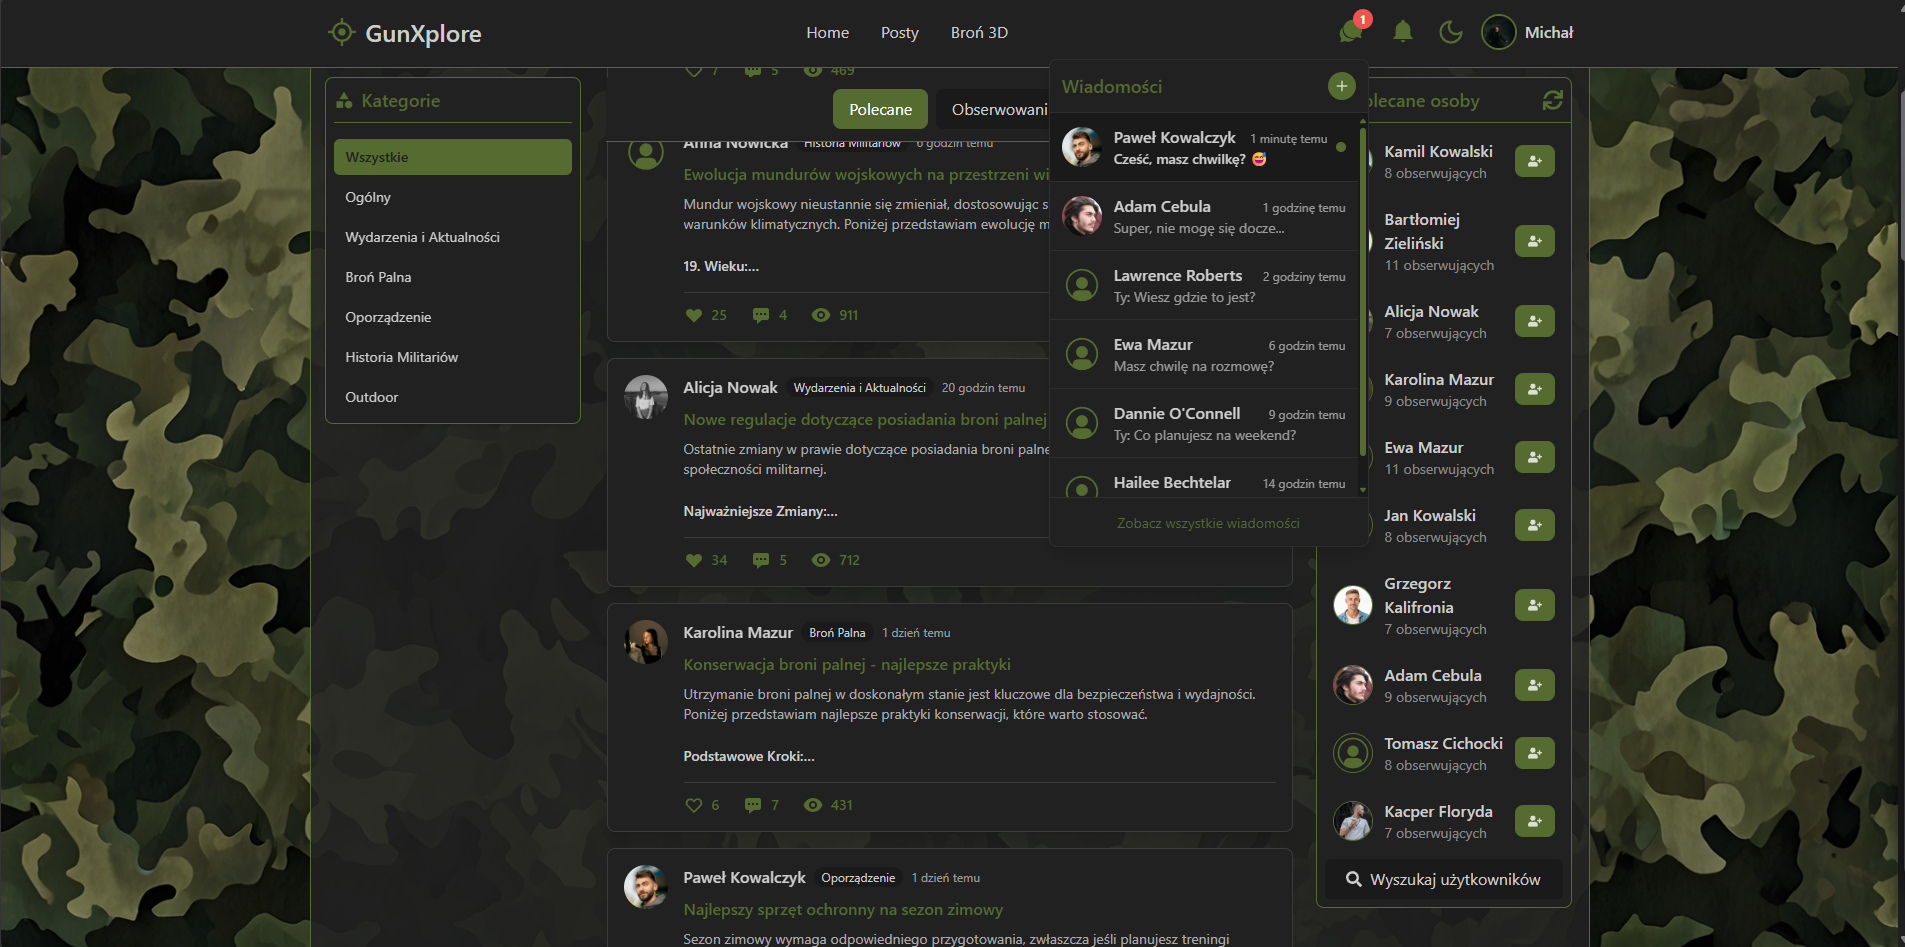 GunXplore
Home
Posty
Broń 3D
1
Michał
Kategorie
Wszystkie
Ogólny
Wydarzenia i Aktualności
Broń Palna
Oporządzenie
Historia Militariów
Outdoor
7 5 469
Polecane
Obserwowani
Anna Nowicka Historia Militariów 6 godzin temu
Ewolucja mundurów wojskowych na przestrzeni
Mundur wojskowy nieustannie się zmieniał, dostosowując
warunków klimatycznych. Poniżej przedstawiam ewolucję
19. Wieku:...
25 4 911
Alicja Nowak Wydarzenia i Aktualności 20 godzin temu
Nowe regulacje dotyczące posiadania broni palnej
Ostatnie zmiany w prawie dotyczące posiadania broni
społeczności militarnej.
Najważniejsze Zmiany:...
34 5 712
Karolina Mazur Broń Palna 1 dzień temu
Konserwacja broni palnej - najlepsze praktyki
Utrzymanie broni palnej w doskonałym stanie jest kluczowe dla bezpieczeństwa i wydajności.
Poniżej przedstawiam najlepsze praktyki konserwacji, które warto stosować.
Podstawowe Kroki:...
6 7 431
Paweł Kowalczyk Oporządzenie 1 dzień temu
Najlepszy sprzęt ochronny na sezon zimowy
Sezon zimowy wymaga odpowiedniego przygotowania, zwłaszcza jeśli planujesz treningi
Wiadomości
Paweł Kowalczyk 1 minutę temu
Cześć, masz chwilkę? 😅
Adam Cebula 1 godzinę temu
Super, nie mogę się docze...
Lawrence Roberts 2 godziny temu
Ty: Wiesz gdzie to jest?
Ewa Mazur 6 godzin temu
Masz chwilę na rozmowę?
Dannie O'Connell 9 godzin temu
Ty: Co planujesz na weekend?
Hailee Bechtelar 14 godzin temu
Zobacz wszystkie wiadomości
olecane osoby
Kamil Kowalski
8 obserwujących
Bartłomiej
Zieliński
11 obserwujących
Alicja Nowak
7 obserwujących
Karolina Mazur
9 obserwujących
Ewa Mazur
11 obserwujących
Jan Kowalski
8 obserwujących
Grzegorz
Kalifronia
7 obserwujących
Adam Cebula
9 obserwujących
Tomasz Cichocki
8 obserwujących
Kacper Floryda
7 obserwujących
Wyszukaj użytkowników